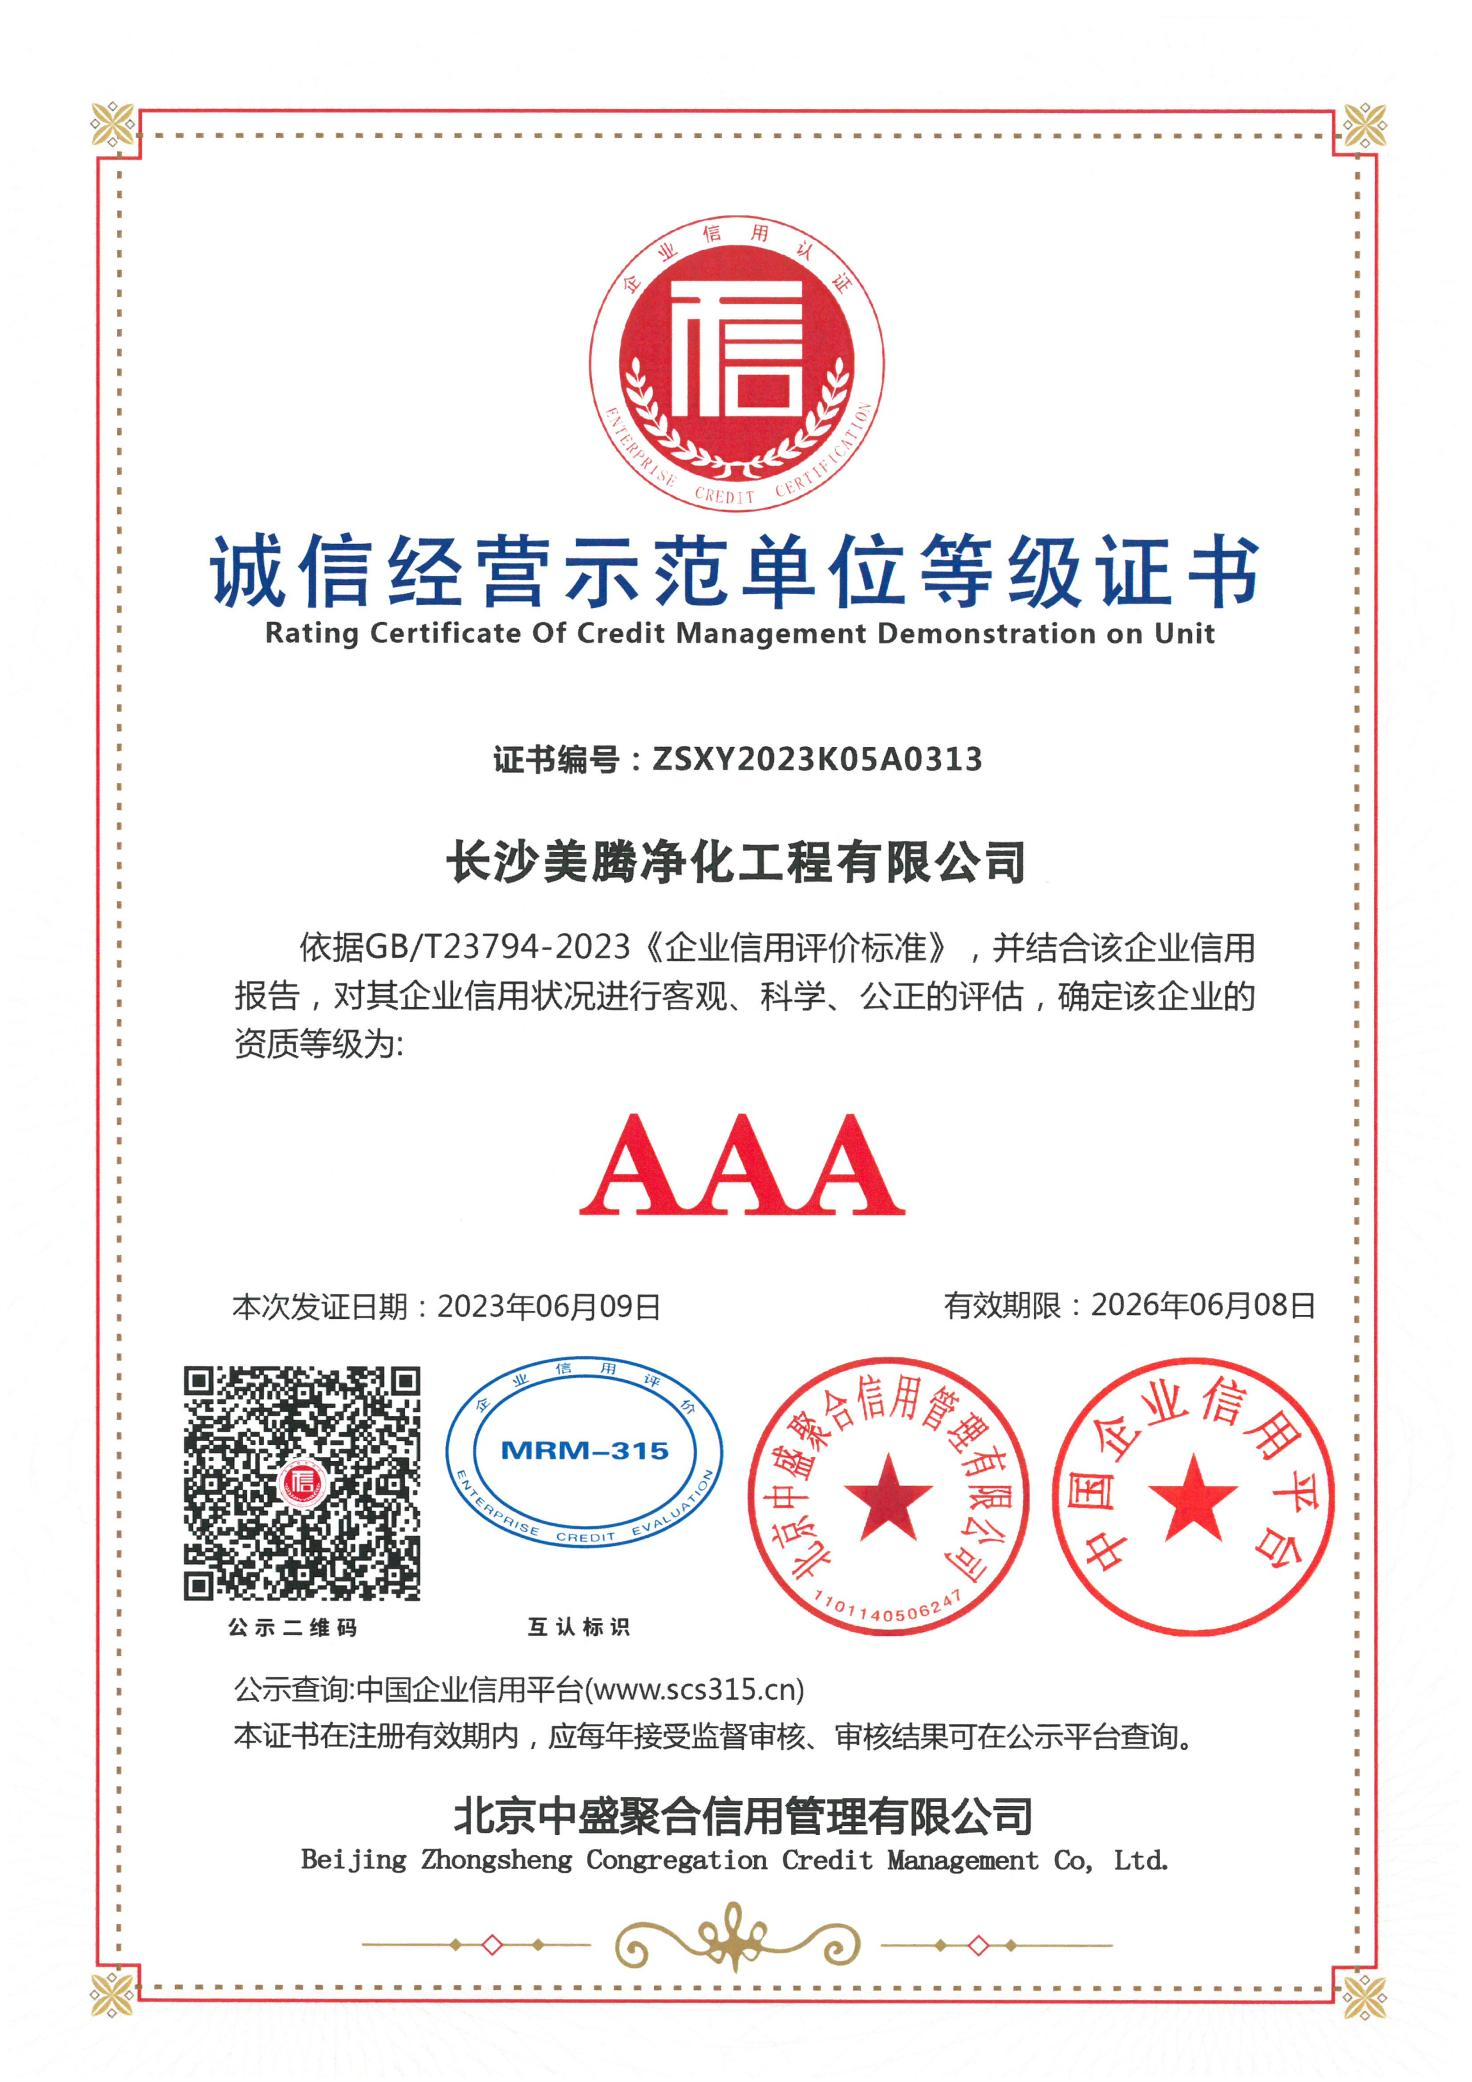 企业信用认证
信
ENTERPRISE CREDIT CERTIFICATION
诚信经营示范单位等级证书
Rating Certificate Of Credit Management Demonstration on Unit
证书编号：ZSXY2023K05A0313
长沙美腾净化工程有限公司
依据GB/T23794-2023《企业信用评价标准》，并结合该企业信用
报告，对其企业信用状况进行客观、科学、公正的评估，确定该企业的
资质等级为:
AAA
本次发证日期：2023年06月09日
有效期限：2026年06月08日
信
企业信用评价
MRM-315
ENTERPRISE CREDIT EVALUATION
北京中盛聚合信用管理有限公司
1101140506247
中国企业信用平台
公示二维码
互认标识
公示查询:中国企业信用平台(www.scs315.cn)
本证书在注册有效期内，应每年接受监督审核、审核结果可在公示平台查询。
北京中盛聚合信用管理有限公司
Beijing Zhongsheng Congregation Credit Management Co, Ltd.